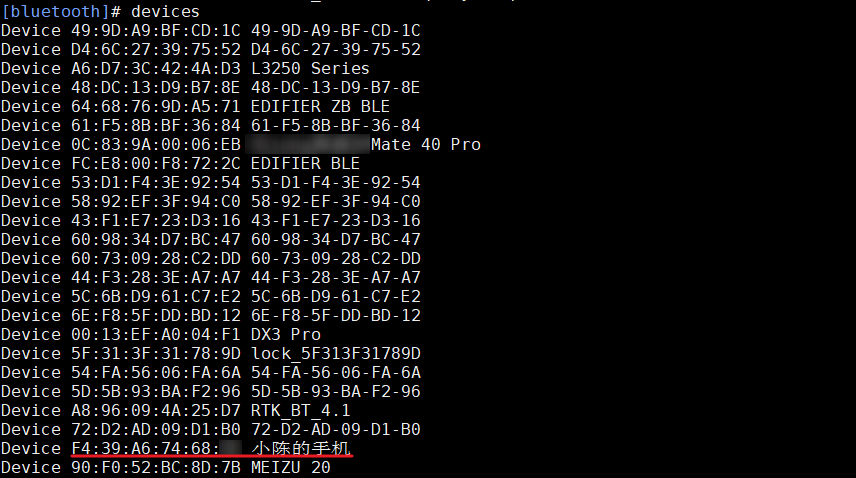 [bluetooth]# devices
Device 49:9D:A9:BF:CD:1C 49-9D-A9-BF-CD-1C
Device D4:6C:27:39:75:52 D4-6C-27-39-75-52
Device A6:D7:3C:42:4A:D3 L3250 Series
Device 48:DC:13:D9:B7:8E 48-DC-13-D9-B7-8E
Device 64:68:76:9D:A5:71 EDIFIER ZB BLE
Device 61:F5:8B:BF:36:84 61-F5-8B-BF-36-84
Device 0C:83:9A:00:06:EB Mate 40 Pro
Device FC:E8:00:F8:72:2C EDIFIER BLE
Device 53:D1:F4:3E:92:54 53-D1-F4-3E-92-54
Device 58:92:EF:3F:94:C0 58-92-EF-3F-94-C0
Device 43:F1:E7:23:D3:16 43-F1-E7-23-D3-16
Device 60:98:34:D7:BC:47 60-98-34-D7-BC-47
Device 60:73:09:28:C2:DD 60-73-09-28-C2-DD
Device 44:F3:28:3E:A7:A7 44-F3-28-3E-A7-A7
Device 5C:6B:D9:61:C7:E2 5C-6B-D9-61-C7-E2
Device 6E:F8:5F:DD:BD:12 6E-F8-5F-DD-BD-12
Device 00:13:EF:A0:04:F1 DX3 Pro
Device 5F:31:3F:31:78:9D lock_5F313F31789D
Device 54:FA:56:06:FA:6A 54-FA-56-06-FA-6A
Device 5D:5B:93:BA:F2:96 5D-5B-93-BA-F2-96
Device A8:96:09:4A:25:D7 RTK_BT_4.1
Device 72:D2:AD:09:D1:B0 72-D2-AD-09-D1-B0
Device F4:39:A6:74:68: 小陈的手机
Device 90:F0:52:BC:8D:7B MEIZU 20